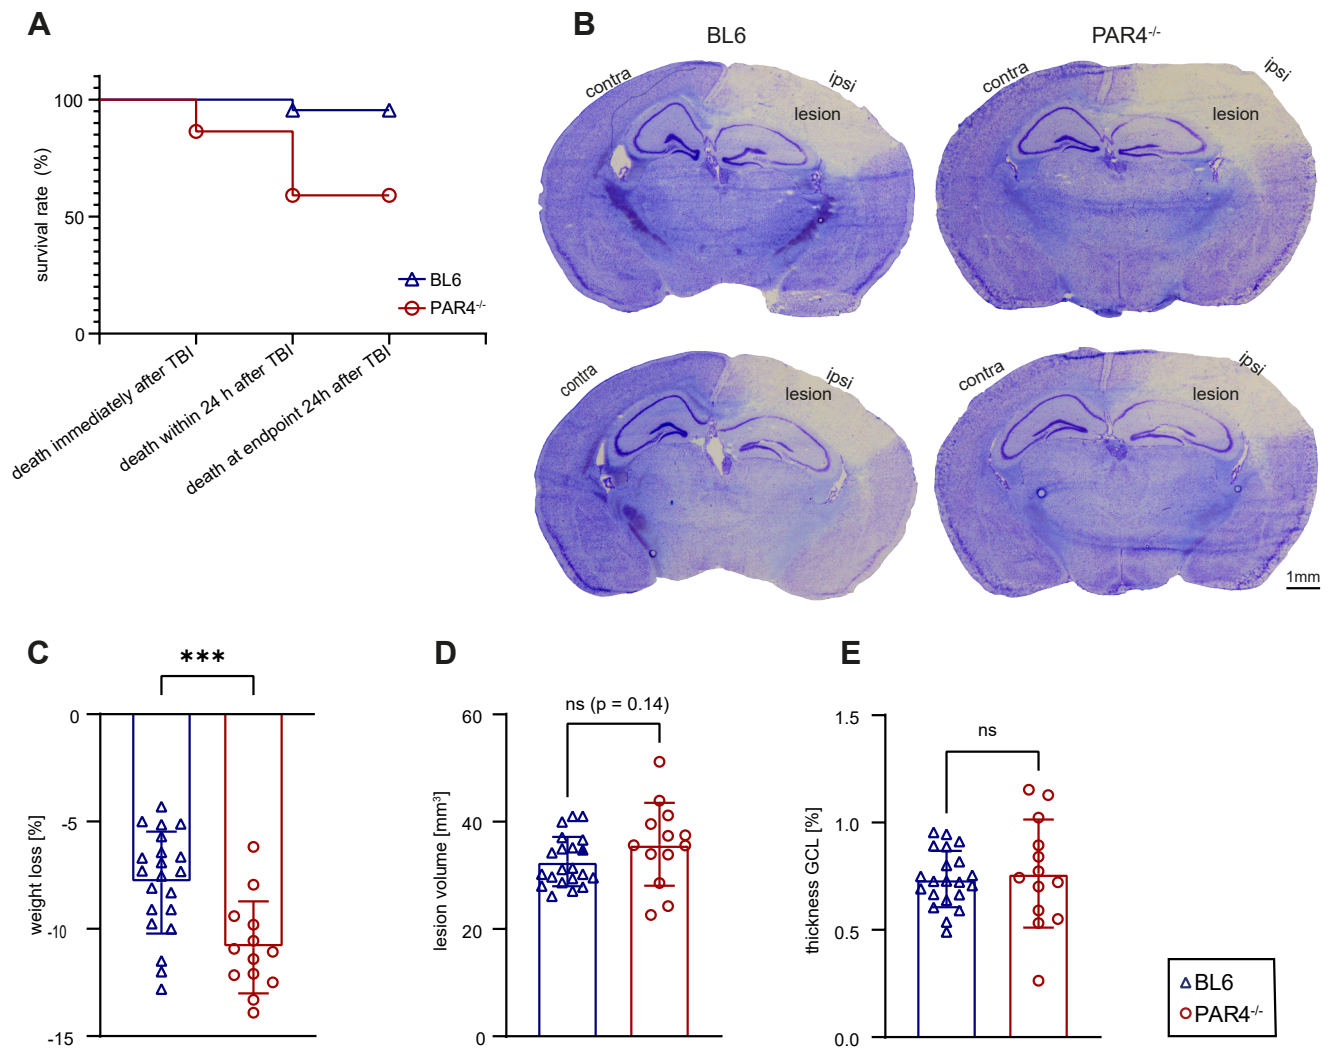 A
survival rate (%)
100
50
0
BL6
PAR4-/-
death immediately after TBI
death within 24 h after TBI
death at endpoint 24h after TBI
B
BL6
PAR4-/-
contra
ipsi
lesion
contra
ipsi
lesion
contra
ipsi
lesion
contra
ipsi
lesion
1mm
C
***
weight loss [%]
0
-5
-10
-15
D
ns (p = 0.14)
lesion volume [mm³]
60
40
20
0
E
ns
thickness GCL [%]
1.5
1.0
0.5
0.0
BL6
PAR4-/-